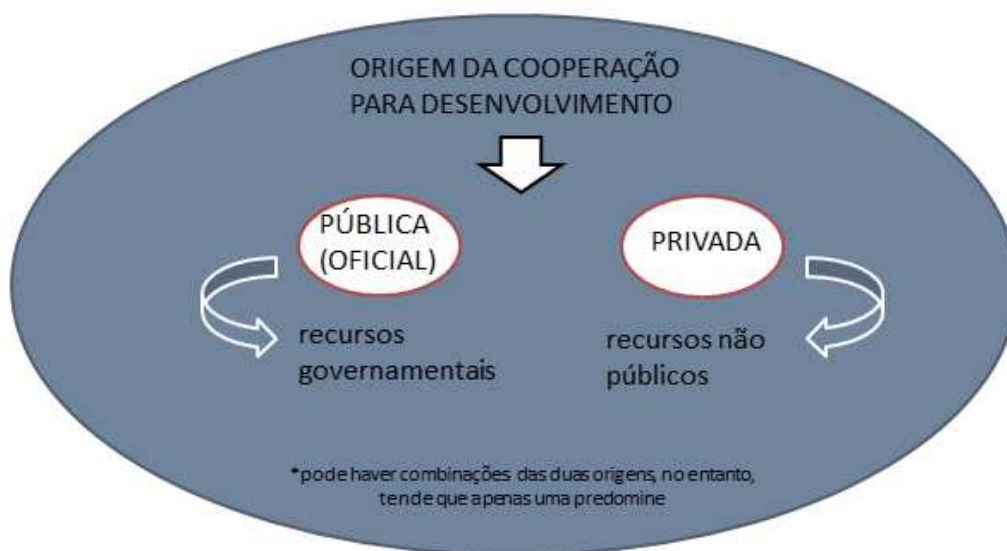 ORIGEM DA COOPERAÇÃO
PARA DESENVOLVIMENTO
PÚBLICA
(OFICIAL)
PRIVADA
recursos
governamentais
recursos não
públicos
*pode haver combinações das duas origens, no entanto,
tende que apenas uma predomine